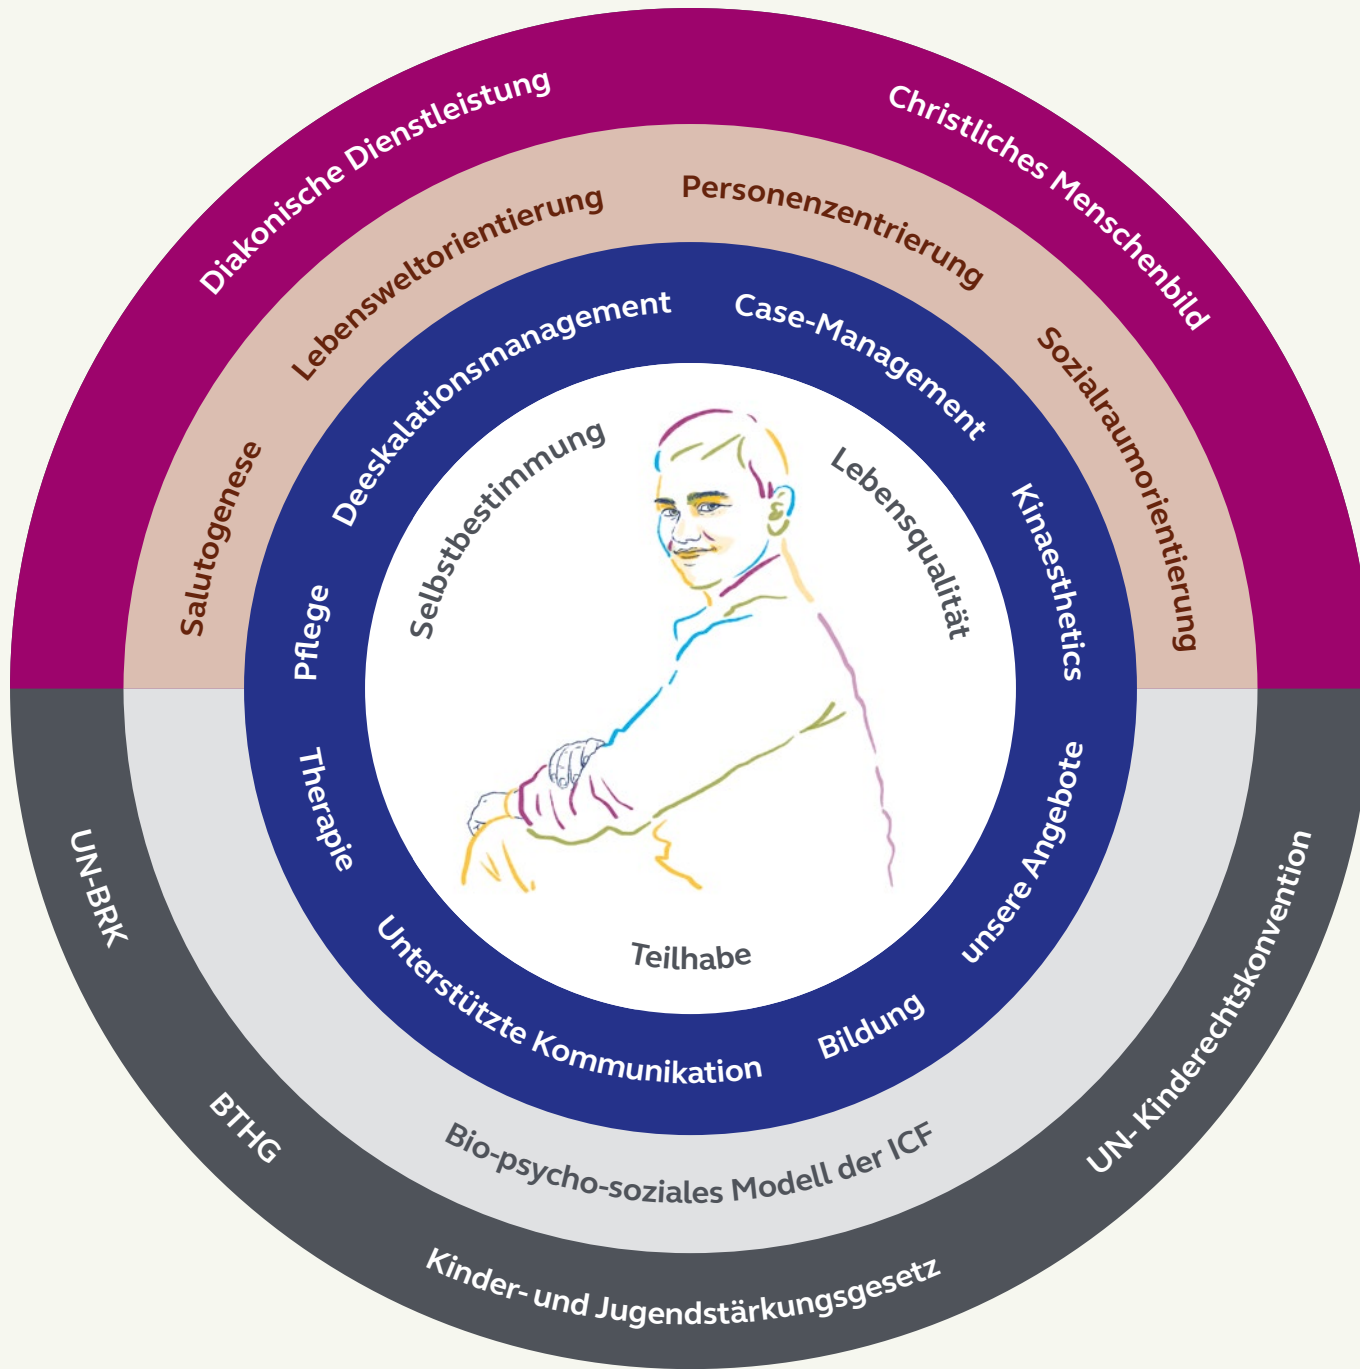 Diakonische Dienstleistung
Christliches Menschenbild
Salutogenese
Lebensweltorientierung
Personenzentrierung
Sozialraumorientierung
Pflege
Deeskalationsmanagement
Case-Management
Kinaesthetics
Selbstbestimmung
Lebensqualität
Teilhabe
Therapie
Unterstützte Kommunikation
Bildung
unsere Angebote
Bio-psycho-soziales Modell der ICF
UN-BRK
BTHG
Kinder- und Jugendstärkungsgesetz
UN- Kinderechtskonvention